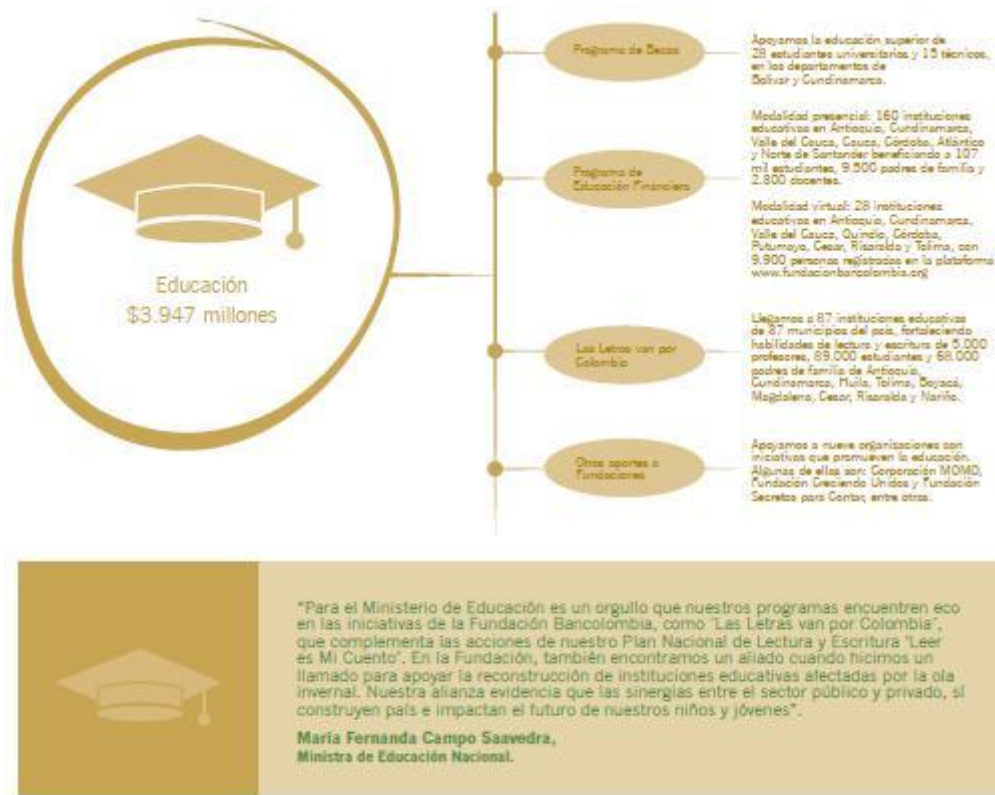 Educación
$3.947 millones
Programa de Becas
Apoyamos la educación superior de
28 estudiantes universitarios y 15 técnicos,
en los departamentos de
Bolívar y Cundinamarca.
Programa de
Educación Financiera
Modalidad presencial: 160 instituciones
educativas en Antioquia, Cundinamarca,
Valle del Cauca, Cauca, Córdoba, Atlántico
y Norte de Santander beneficiando a 107
mil estudiantes, 9.500 padres de familia y
2.800 docentes.
Modalidad virtual: 28 instituciones
educativas en Antioquia, Cundinamarca,
Valle del Cauca, Quindío, Córdoba,
Putumayo, Cesar, Risaralda y Tolima, con
9.900 personas registradas en la plataforma
www.fundacionbancolombia.org
Las Letras van por
Colombia
Llegamos a 87 instituciones educativas
de 87 municipios del país, fortaleciendo
habilidades de lectura y escritura de 5.000
profesores, 89.000 estudiantes y 68.000
padres de familia de Antioquia,
Cundinamarca, Huila, Tolima, Boyacá,
Magdalena, Cesar, Risaralda y Nariño.
Otros aportes a
Fundaciones
Apoyamos a nueve organizaciones con
iniciativas que promueven la educación.
Algunas de ellas son: Corporación MOMO,
Fundación Creciendo Unidos y Fundación
Secretos para Contar, entre otros.
"Para el Ministerio de Educación es un orgullo que nuestros programas encuentren eco
en las iniciativas de la Fundación Bancolombia, como "Las Letras van por Colombia",
que complementa las acciones de nuestro Plan Nacional de Lectura y Escritura "Leer
es Mi Cuento". En la Fundación, también encontramos un aliado cuando hicimos un
llamado para apoyar la reconstrucción de instituciones educativas afectadas por la ola
invernal. Nuestra alianza evidencia que las sinergias entre el sector público y privado, sí
construyen país e impactan el futuro de nuestros niños y jóvenes".
María Fernanda Campo Saavedra,
Ministra de Educación Nacional.